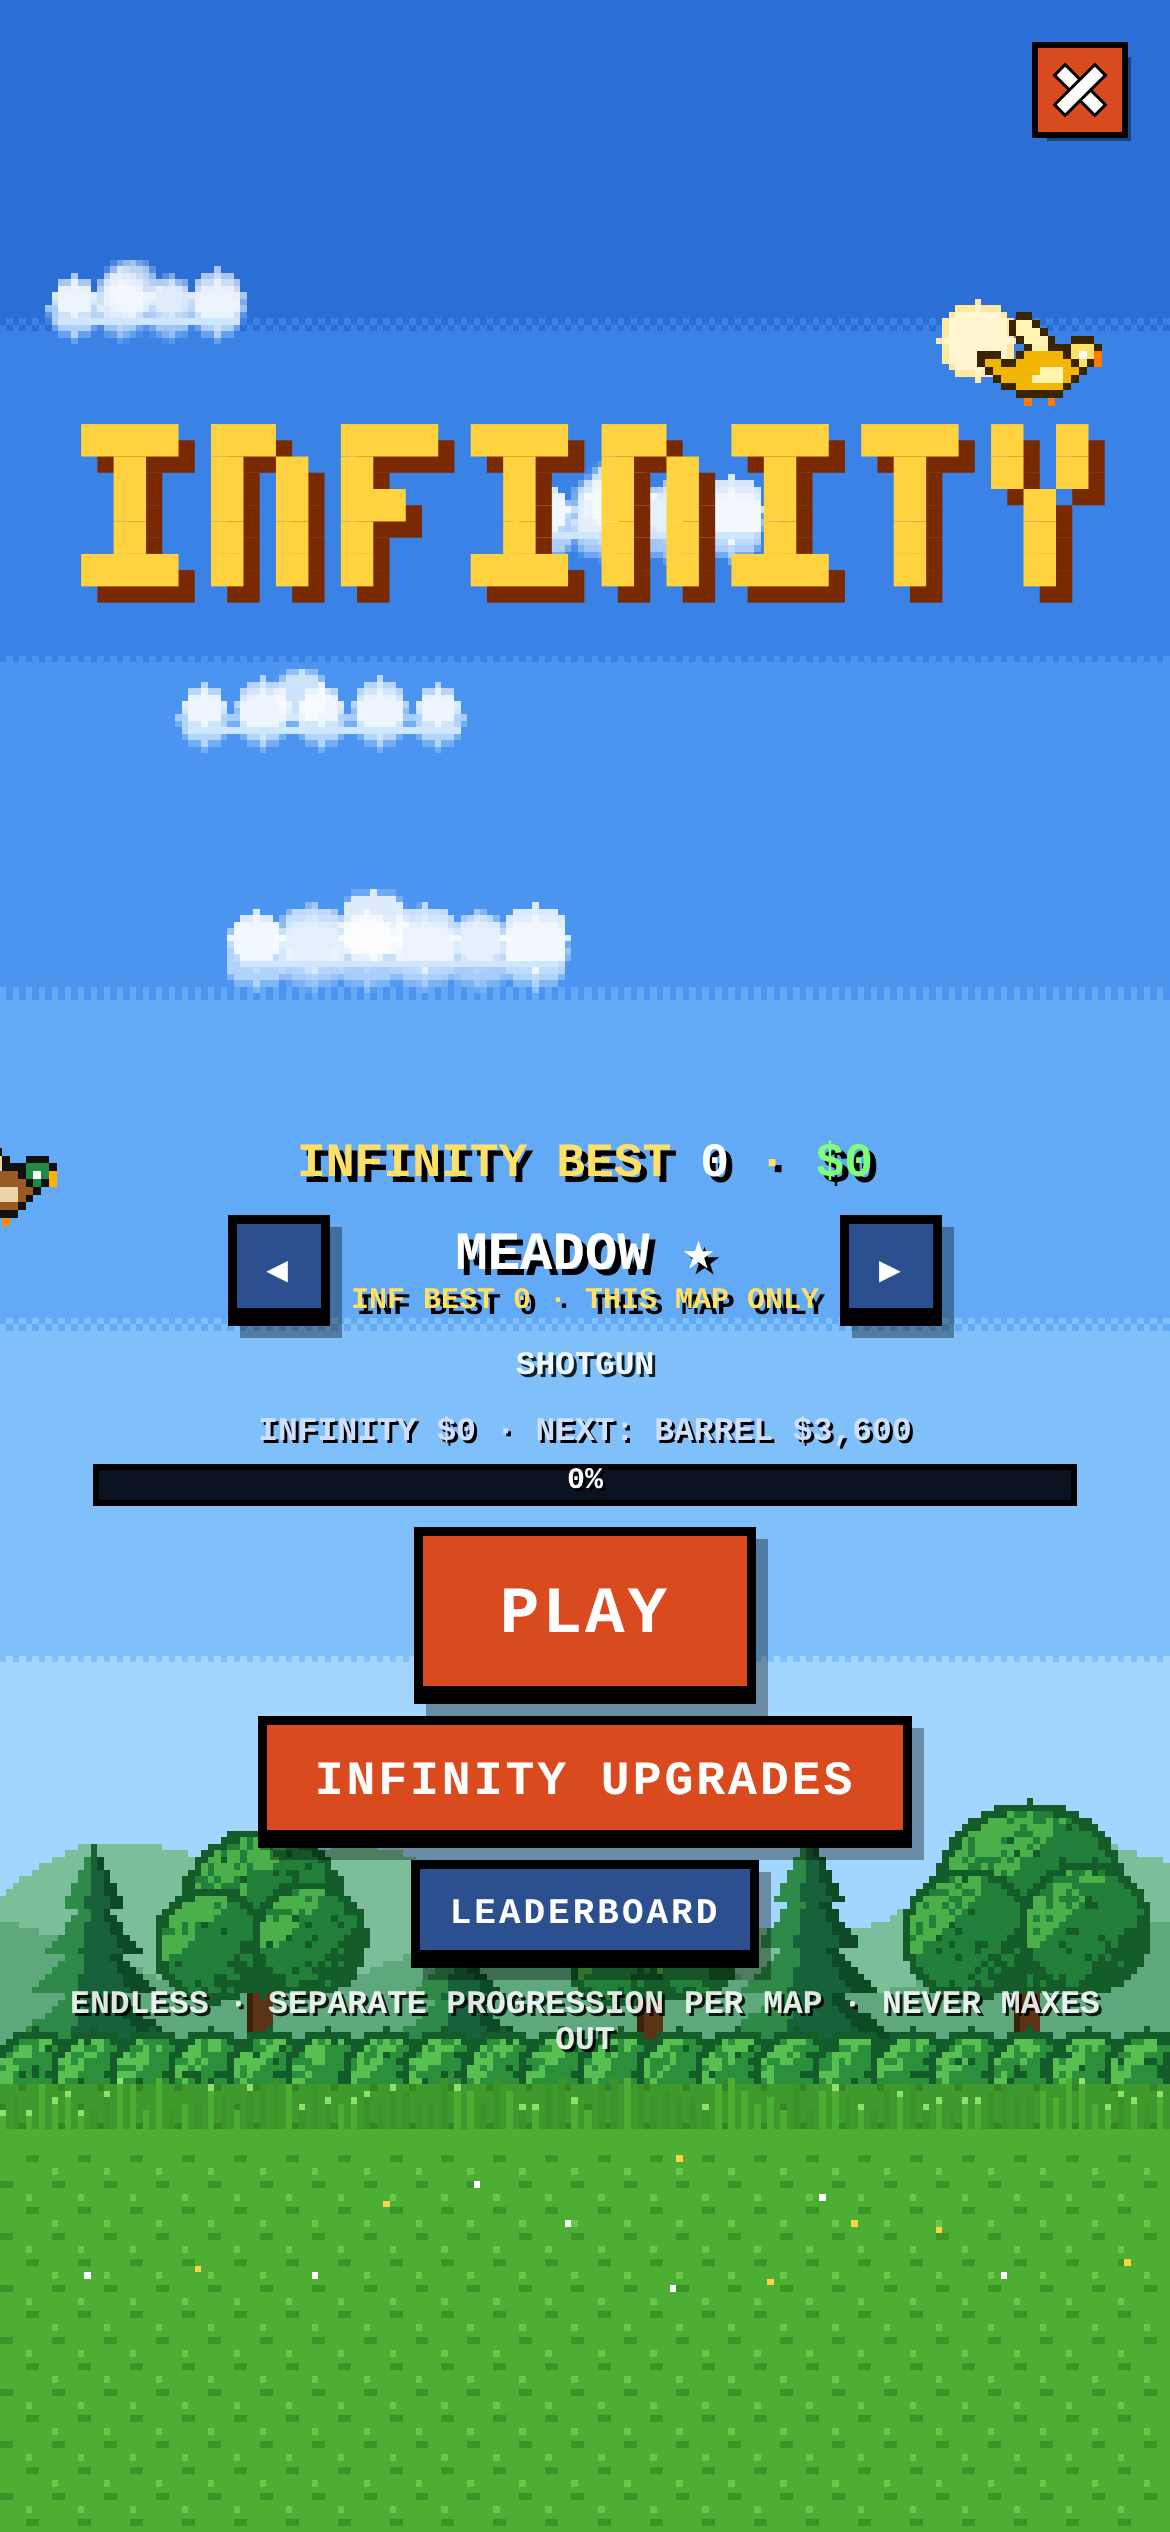 INFINITY
INFINITY BEST 0 · $0
◀ MEADOW ★ ▶
INF BEST 0 · THIS MAP ONLY
SHOTGUN
INFINITY $0 · NEXT: BARREL $3,600
0%
PLAY
INFINITY UPGRADES
LEADERBOARD
ENDLESS · SEPARATE PROGRESSION PER MAP · NEVER MAXES
OUT